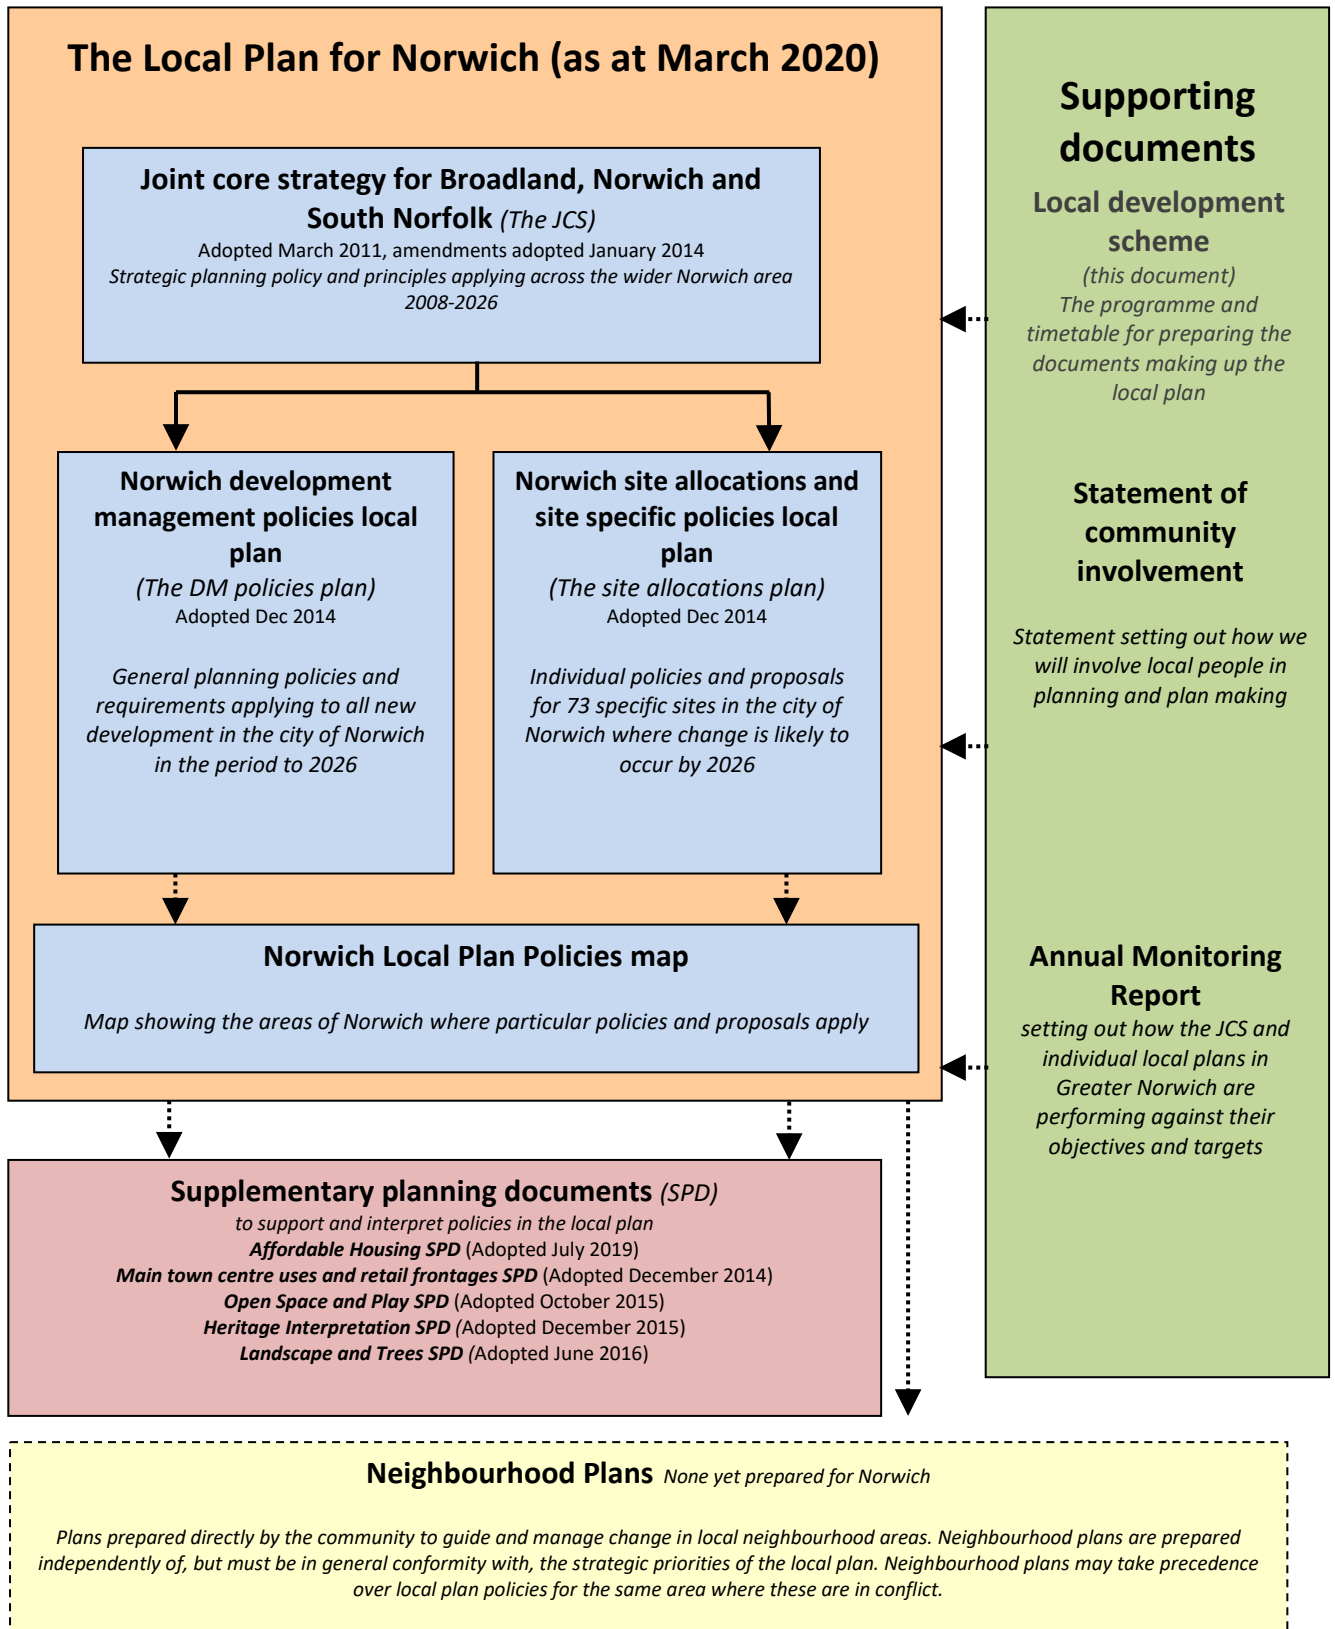 The Local Plan for Norwich (as at March 2020)
Joint core strategy for Broadland, Norwich and
South Norfolk (The JCS)
Adopted March 2011, amendments adopted January 2014
Strategic planning policy and principles applying across the wider Norwich area
2008-2026
Norwich development
management policies local
plan
(The DM policies plan)
Adopted Dec 2014
General planning policies and
requirements applying to all new
development in the city of Norwich
in the period to 2026
Norwich site allocations and
site specific policies local
plan
(The site allocations plan)
Adopted Dec 2014
Individual policies and proposals
for 73 specific sites in the city of
Norwich where change is likely to
occur by 2026
Norwich Local Plan Policies map
Map showing the areas of Norwich where particular policies and proposals apply
Supporting
documents
Local development
scheme
(this document)
The programme and
timetable for preparing the
documents making up the
local plan
Statement of
community
involvement
Statement setting out how we
will involve local people in
planning and plan making
Annual Monitoring
Report
setting out how the JCS and
individual local plans in
Greater Norwich are
performing against their
objectives and targets
Supplementary planning documents (SPD)
to support and interpret policies in the local plan
Affordable Housing SPD (Adopted July 2019)
Main town centre uses and retail frontages SPD (Adopted December 2014)
Open Space and Play SPD (Adopted October 2015)
Heritage Interpretation SPD (Adopted December 2015)
Landscape and Trees SPD (Adopted June 2016)
Neighbourhood Plans None yet prepared for Norwich
Plans prepared directly by the community to guide and manage change in local neighbourhood areas. Neighbourhood plans are prepared
independently of, but must be in general conformity with, the strategic priorities of the local plan. Neighbourhood plans may take precedence
over local plan policies for the same area where these are in conflict.